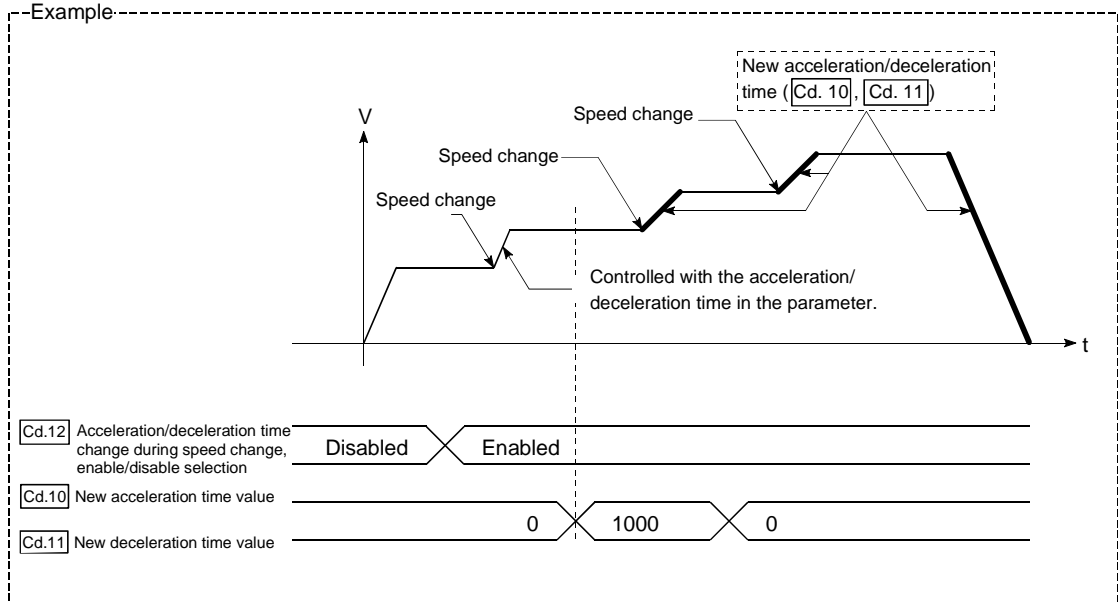 Example
New acceleration/deceleration
time ( Cd. 10 , Cd. 11 )
Speed change
V
Speed change
Speed change
Controlled with the acceleration/
deceleration time in the parameter.
t
Cd.12 Acceleration/deceleration time
change during speed change,
enable/disable selection
Disabled
Enabled
Cd.10 New acceleration time value
0
1000
0
Cd.11 New deceleration time value